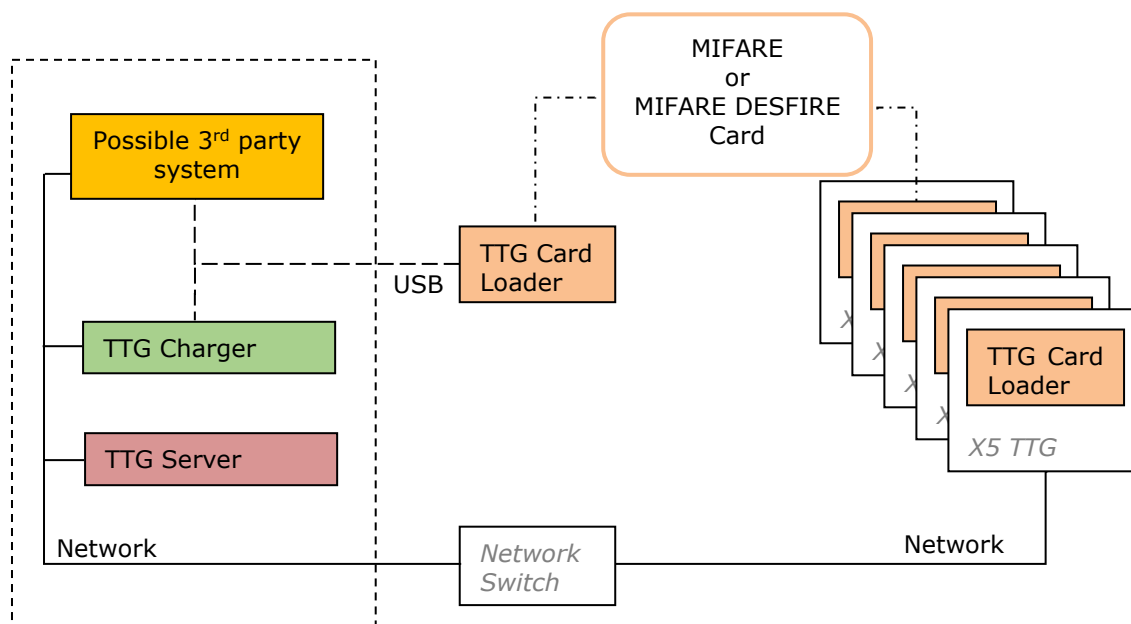 MIFARE
or
MIFARE DESFIRE
Card
Possible 3rd party
system
TTG Card
Loader
USB
TTG Charger
TTG Server
X
X
X
X
TTG Card
Loader
X5 TTG
Network
Network
Switch
Network